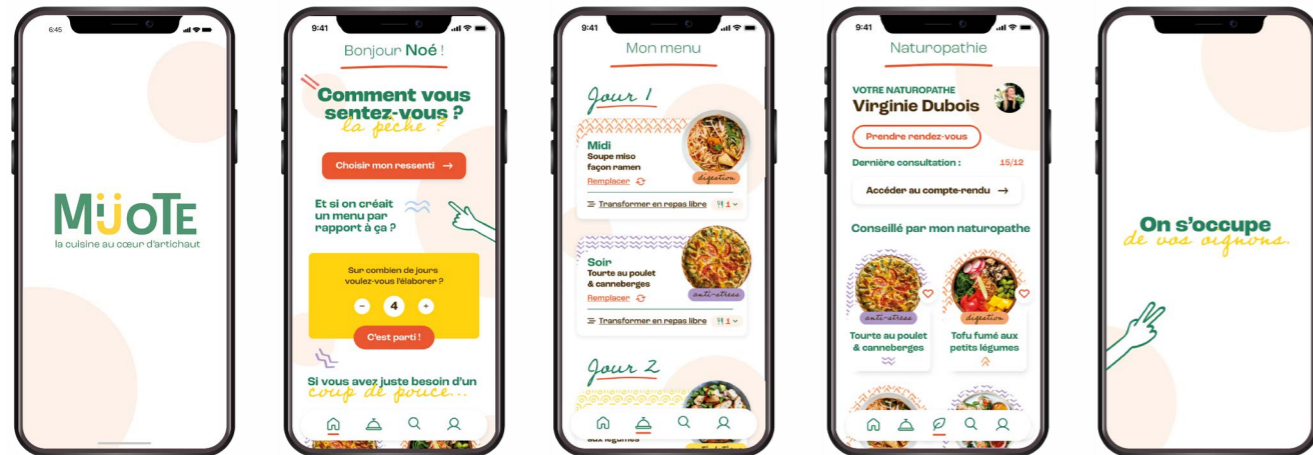 6:45
MiJOTE
la cuisine au cœur d'artichaut
9:41
Bonjour Noé !
Comment vous
sentez-vous ?
la pêche ?
Choisir mon ressenti →
Et si on créait
un menu par
rapport à ça ?
Sur combien de jours
voulez-vous l'élaborer ?
− 4 +
C'est parti !
Si vous avez juste besoin d'un
coup de pouce...
9:41
Mon menu
Jour 1
Midi
Soupe miso
façon ramen
Remplacer
digestion
Transformer en repas libre
1
Soir
Tourte au poulet
& canneberges
Remplacer
anti-stress
Transformer en repas libre
1
Jour 2
aux légumes
9:41
Naturopathie
VOTRE NATUROPATHE
Virginie Dubois
Prendre rendez-vous
Dernière consultation : 15/12
Accéder au compte-rendu →
Conseillé par mon naturopathe
anti-stress
Tourte au poulet
& canneberges
digestion
Tofu fumé aux
petits légumes
On s'occupe
de vos oignons.